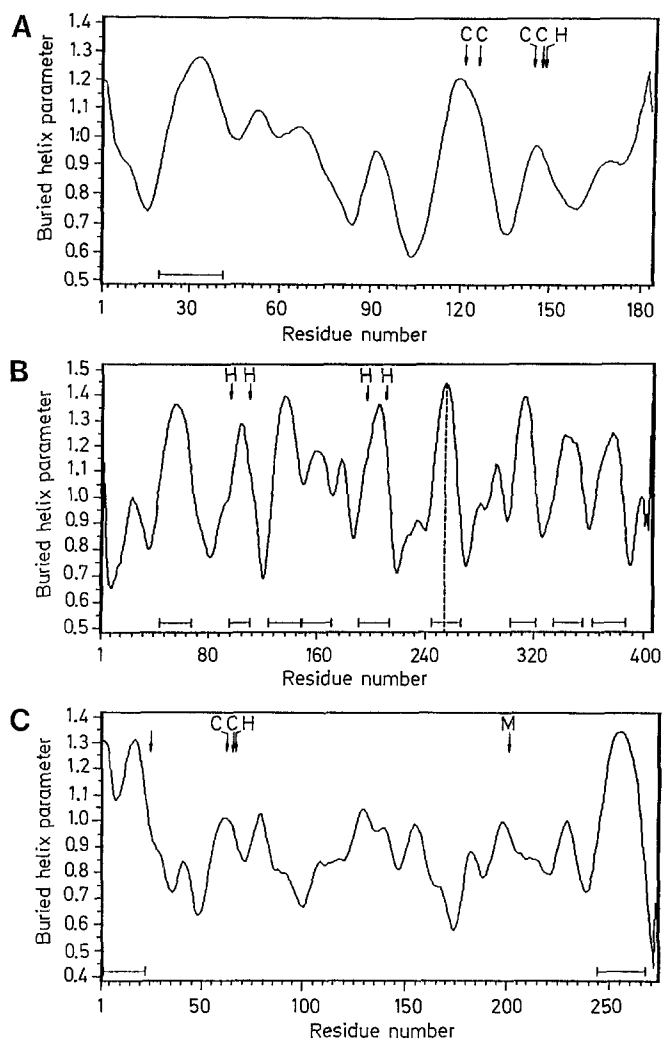 A
1.4
C C
C C H
1.3
1.2
1.1
1.0
0.9
0.8
0.7
0.6
0.5
Buried helix parameter
1 30 60 90 120 150 180
Residue number
B
1.5
H H
H H
1.4
1.3
1.2
1.1
1.0
0.9
0.8
0.7
0.6
0.5
Buried helix parameter
1 80 160 240 320 400
Residue number
C
1.4
C C H
M
1.3
1.2
1.1
1.0
0.9
0.8
0.7
0.6
0.5
0.4
Buried helix parameter
1 50 100 150 200 250
Residue number